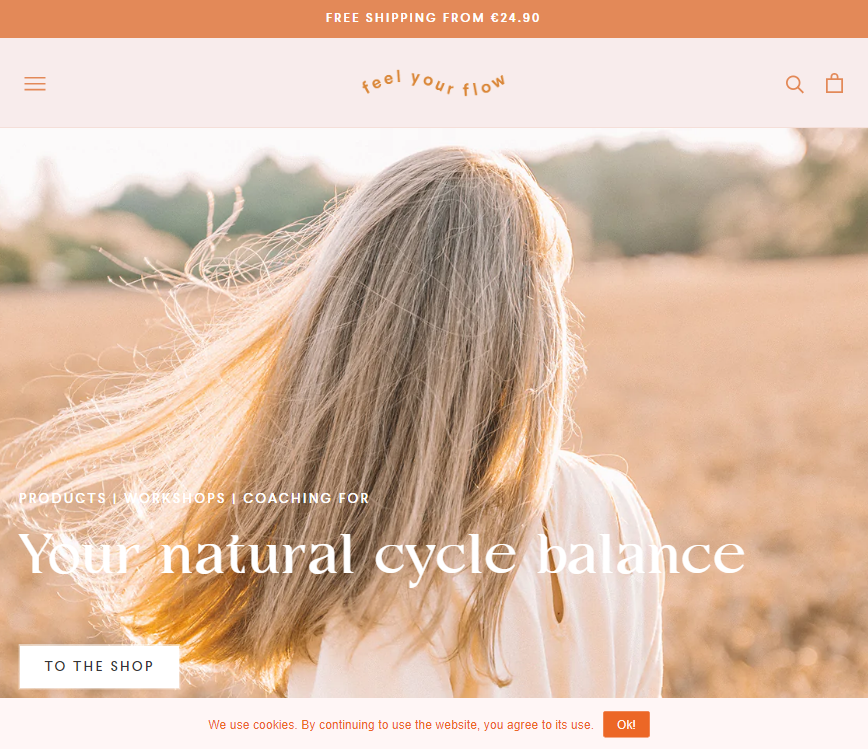 FREE SHIPPING FROM €24.90
feel your flow
PRODUCTS | WORKSHOPS | COACHING FOR
Your natural cycle balance
TO THE SHOP
We use cookies. By continuing to use the website, you agree to its use. Ok!